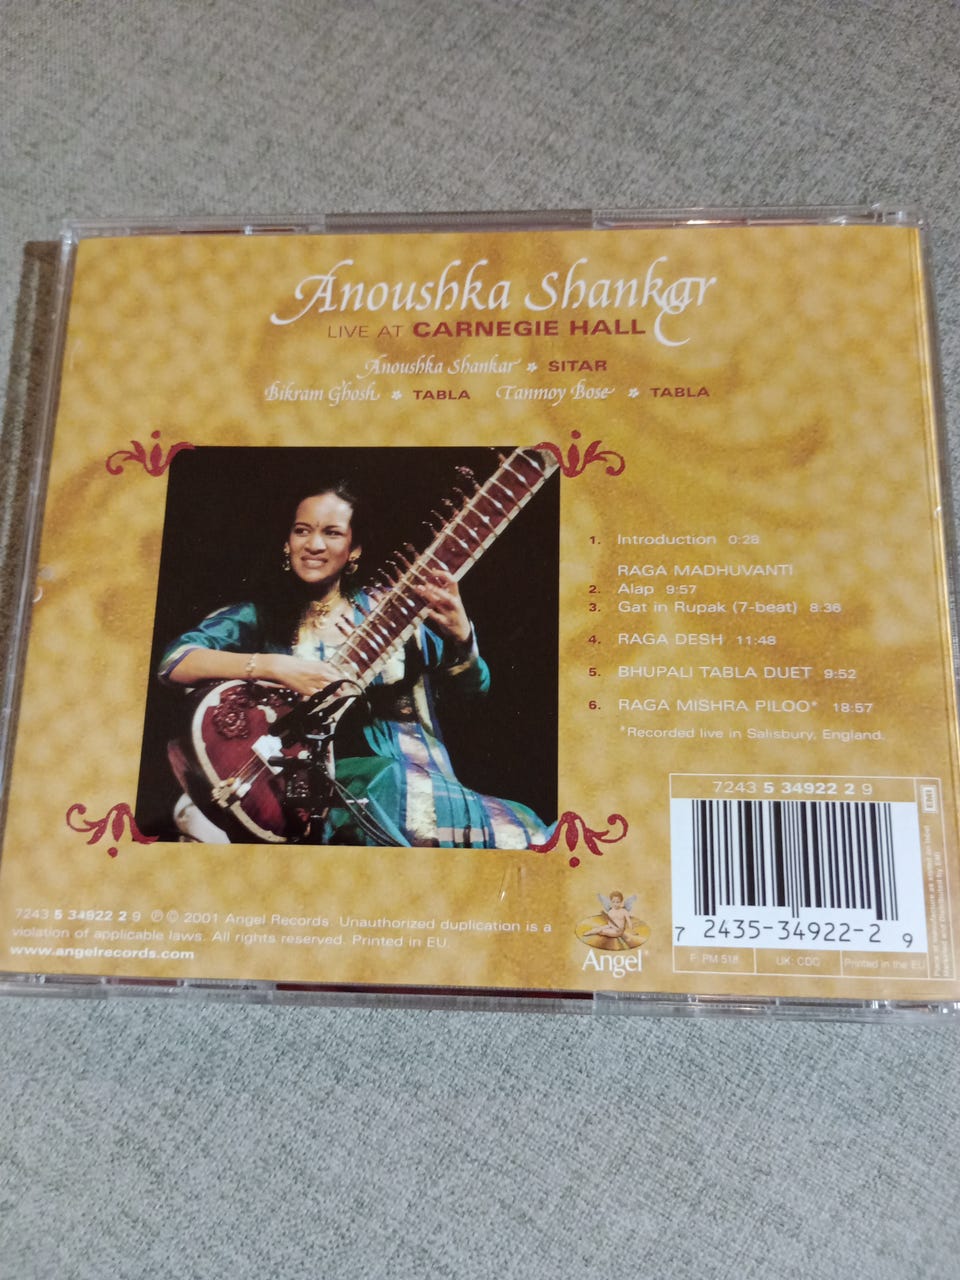 Anoushka Shankar
LIVE AT CARNEGIE HALL
Anoushka Shankar * SITAR
Bikram Ghosh * TABLA Tanmoy Bose * TABLA
1. Introduction 0:28
RAGA MADHUVANTI
2. Alap 9:57
3. Gat in Rupak (7-beat) 8:36
4. RAGA DESH 11:48
5. BHUPALI TABLA DUET 9:52
6. RAGA MISHRA PILOO* 18:57
*Recorded live in Salisbury, England.
7243 5 34922 2 9
EMI
7 2435-34922-2 9
F: PM 518 UK: CDC Printed in the EU
7243 5 34922 2 9 ℗ © 2001 Angel Records. Unauthorized duplication is a
violation of applicable laws. All rights reserved. Printed in EU.
www.angelrecords.com
Angel